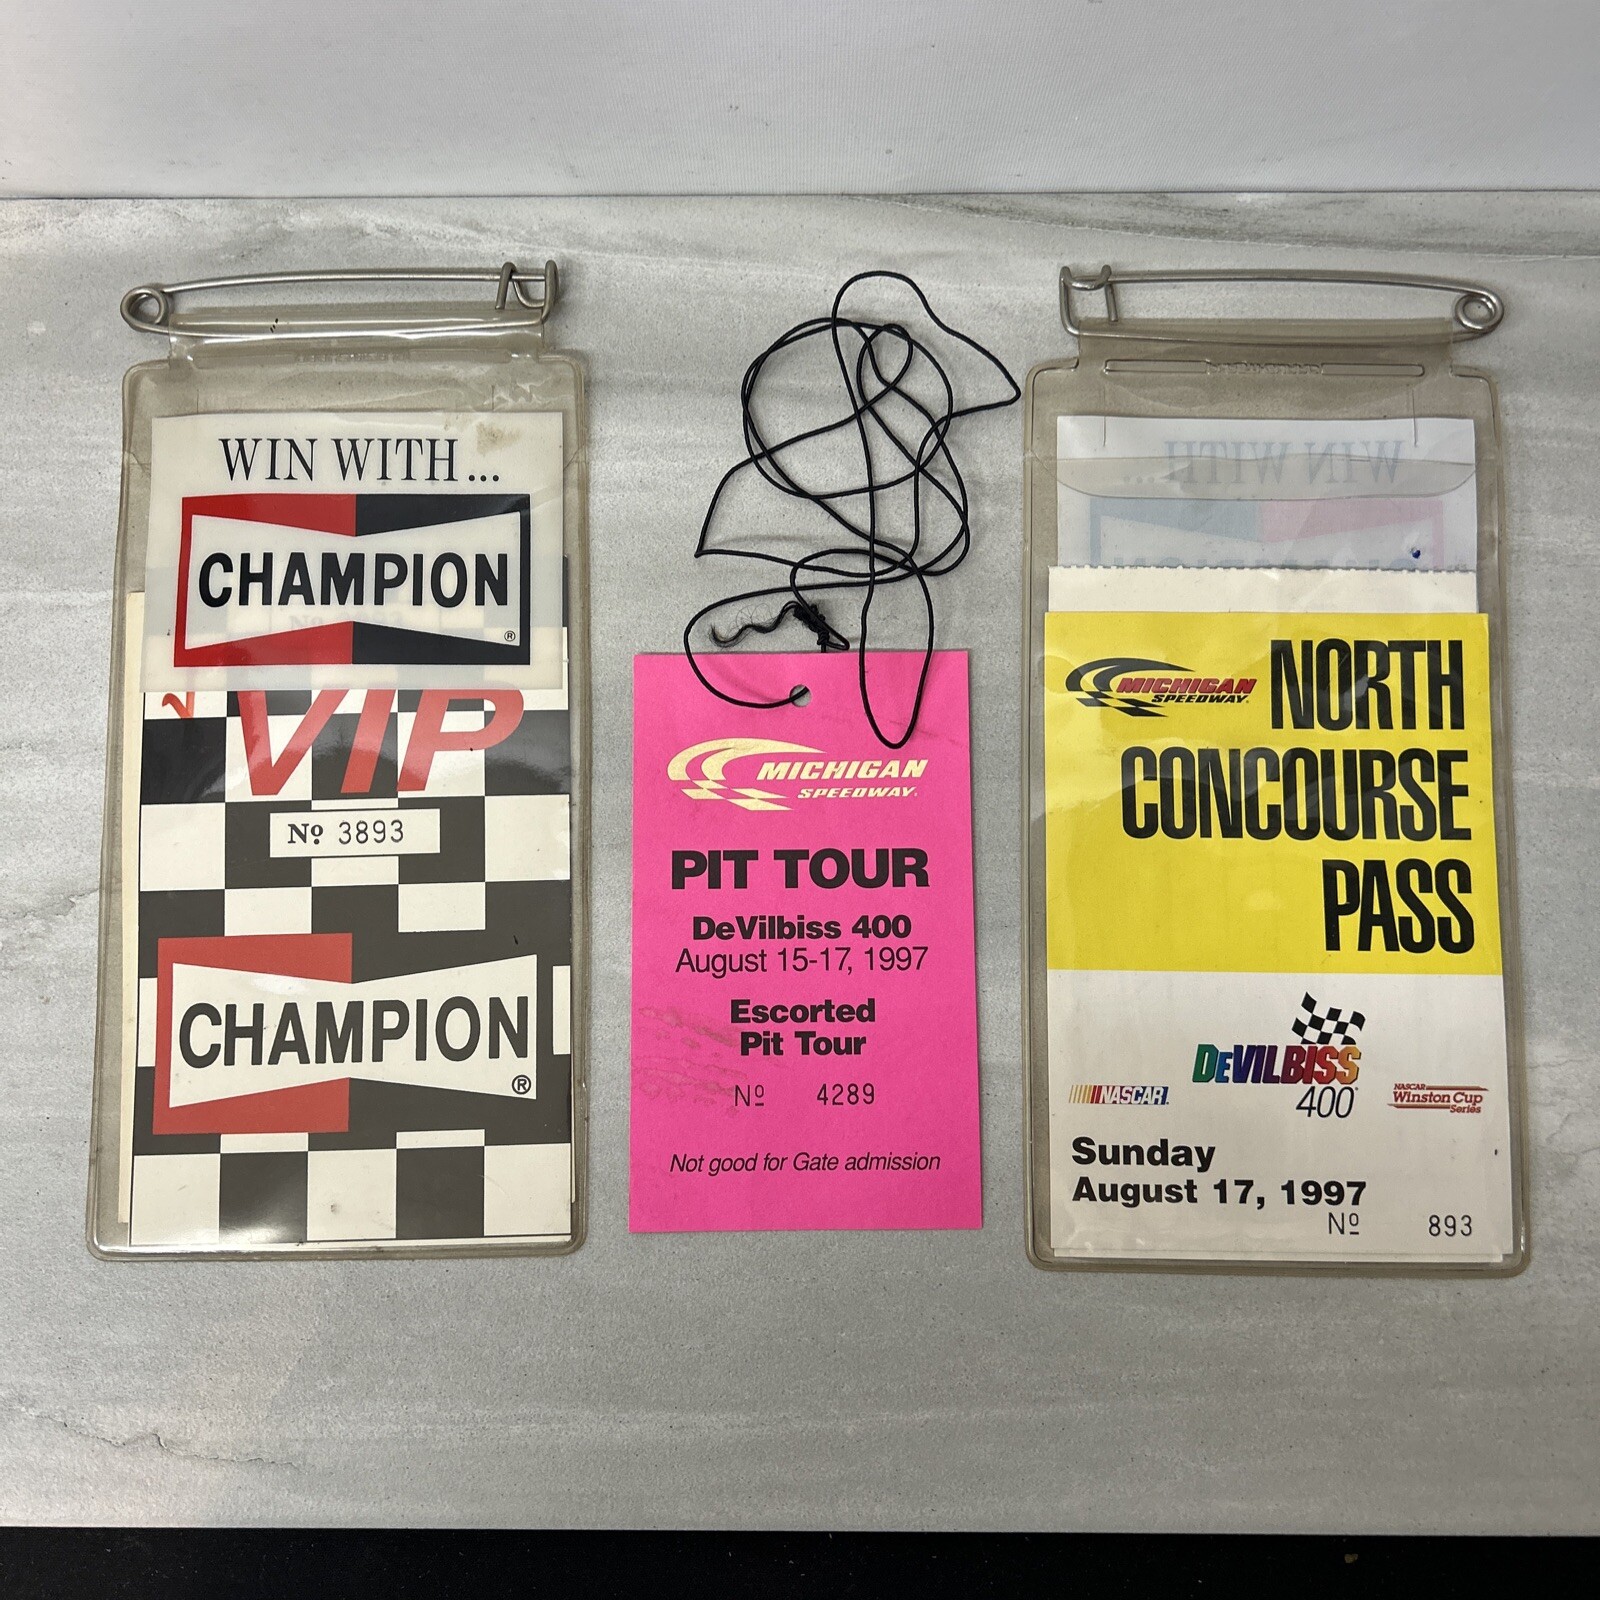 WIN WITH...
CHAMPION
®
VIP
Nº 3893
CHAMPION
®
MICHIGAN
SPEEDWAY.
PIT TOUR
DeVilbiss 400
August 15-17, 1997
Escorted
Pit Tour
Nº 4289
Not good for Gate admission
WIN WITH...
MICHIGAN
SPEEDWAY.
NORTH
CONCOURSE
PASS
DEVILBISS
400
NASCAR
NASCAR
Winston Cup
Series
Sunday
August 17, 1997
Nº 893